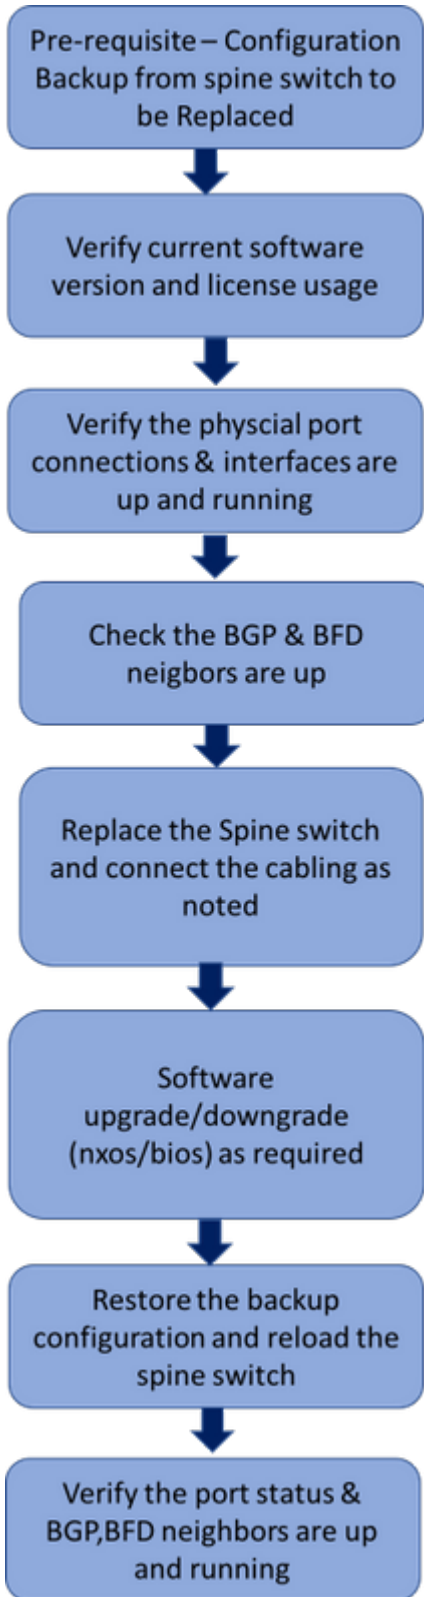 Pre-requisite – Configuration
Backup from spine switch to
be Replaced
Verify current software
version and license usage
Verify the physcial port
connections & interfaces are
up and running
Check the BGP & BFD
neigbors are up
Replace the Spine switch
and connect the cabling as
noted
Software
upgrade/downgrade
(nxos/bios) as required
Restore the backup
configuration and reload the
spine switch
Verify the port status &
BGP,BFD neighbors are up
and running